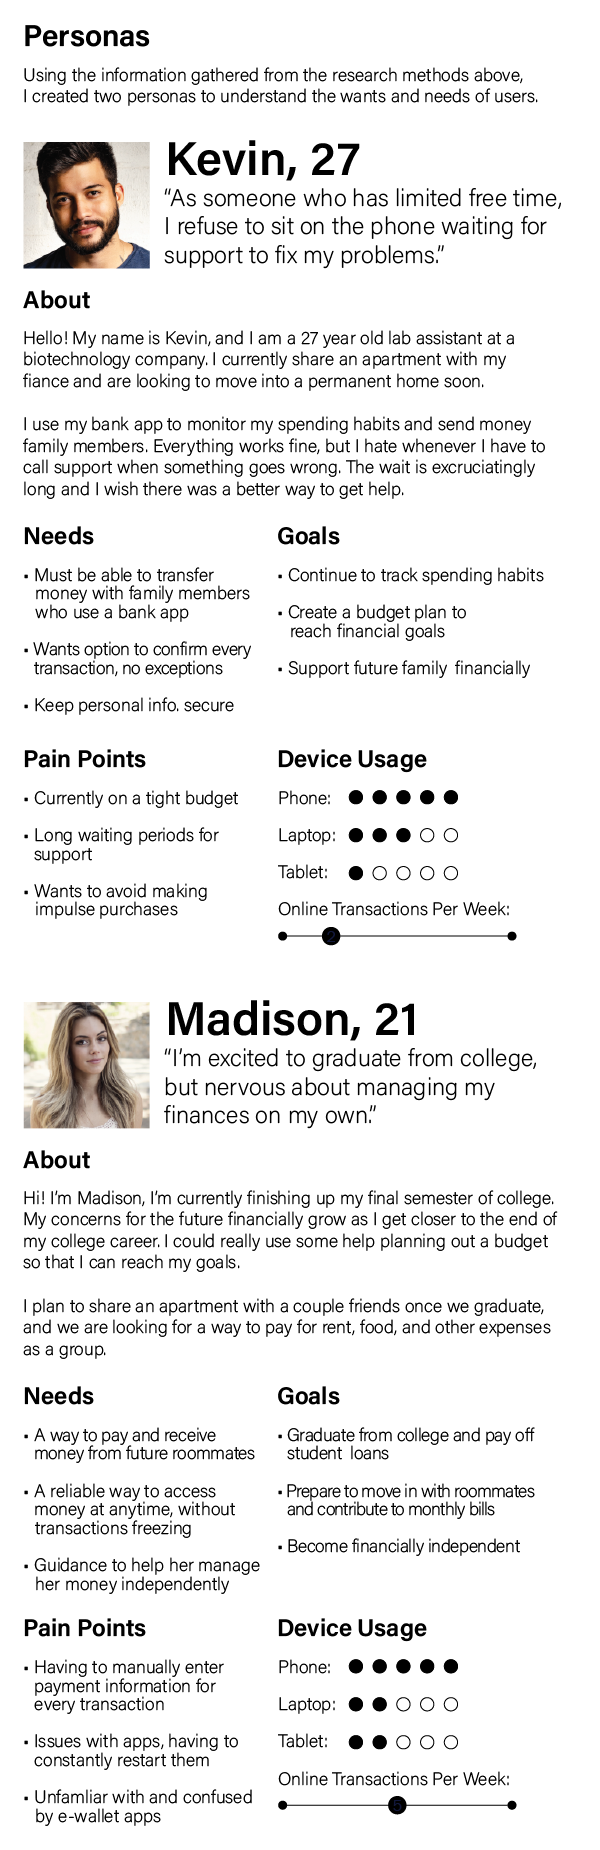 Personas
Using the information gathered from the research methods above,
I created two personas to understand the wants and needs of users.
Kevin, 27
“As someone who has limited free time,
I refuse to sit on the phone waiting for
support to fix my problems.”
About
Hello! My name is Kevin, and I am a 27 year old lab assistant at a
biotechnology company. I currently share an apartment with my
fiance and are looking to move into a permanent home soon.
I use my bank app to monitor my spending habits and send money
family members. Everything works fine, but I hate whenever I have to
call support when something goes wrong. The wait is excruciatingly
long and I wish there was a better way to get help.
Needs
• Must be able to transfer
money with family members
who use a bank app
• Wants option to confirm every
transaction, no exceptions
• Keep personal info. secure
Goals
• Continue to track spending habits
• Create a budget plan to
reach financial goals
• Support future family financially
Pain Points
• Currently on a tight budget
• Long waiting periods for
support
• Wants to avoid making
impulse purchases
Device Usage
Phone:
Laptop:
Tablet:
Online Transactions Per Week:
2
Madison, 21
“I’m excited to graduate from college,
but nervous about managing my
finances on my own.”
About
Hi! I’m Madison, I’m currently finishing up my final semester of college.
My concerns for the future financially grow as I get closer to the end of
my college career. I could really use some help planning out a budget
so that I can reach my goals.
I plan to share an apartment with a couple friends once we graduate,
and we are looking for a way to pay for rent, food, and other expenses
as a group.
Needs
• A way to pay and receive
money from future roommates
• A reliable way to access
money at anytime, without
transactions freezing
• Guidance to help her manage
her money independently
Goals
• Graduate from college and pay off
student loans
• Prepare to move in with roommates
and contribute to monthly bills
• Become financially independent
Pain Points
• Having to manually enter
payment information for
every transaction
• Issues with apps, having to
constantly restart them
• Unfamliar with and confused
by e-wallet apps
Device Usage
Phone:
Laptop:
Tablet:
Online Transactions Per Week:
5